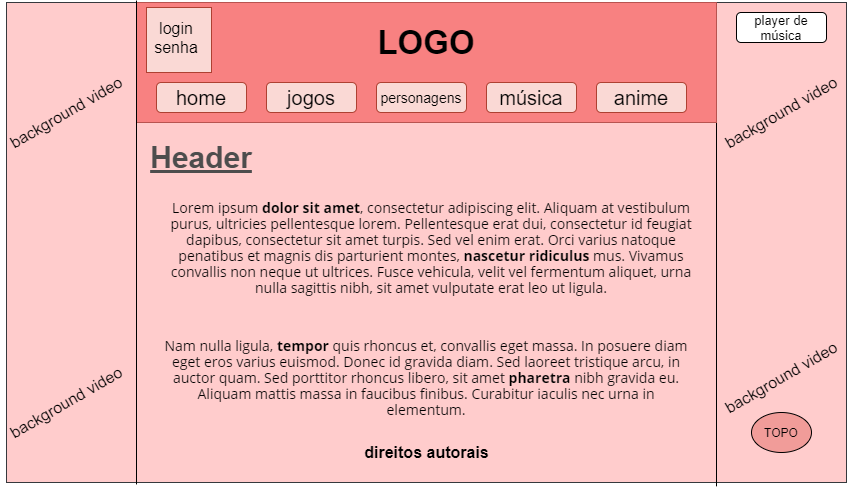 login
senha
LOGO
player de
música
home
jogos
personagens
música
anime
background video
background video
Header
Lorem ipsum dolor sit amet, consectetur adipiscing elit. Aliquam at vestibulum
purus, ultricies pellentesque lorem. Pellentesque erat dui, consectetur id feugiat
dapibus, consectetur sit amet turpis. Sed vel enim erat. Orci varius natoque
penatibus et magnis dis parturient montes, nascetur ridiculus mus. Vivamus
convallis non neque ut ultrices. Fusce vehicula, velit vel fermentum aliquet, urna
nulla sagittis nibh, sit amet vulputate erat leo ut ligula.
Nam nulla ligula, tempor quis rhoncus et, convallis eget massa. In posuere diam
eget eros varius euismod. Donec id gravida diam. Sed laoreet tristique arcu, in
auctor quam. Sed porttitor rhoncus libero, sit amet pharetra nibh gravida eu.
Aliquam mattis massa in faucibus finibus. Curabitur iaculis nec urna in
elementum.
background video
background video
TOPO
direitos autorais